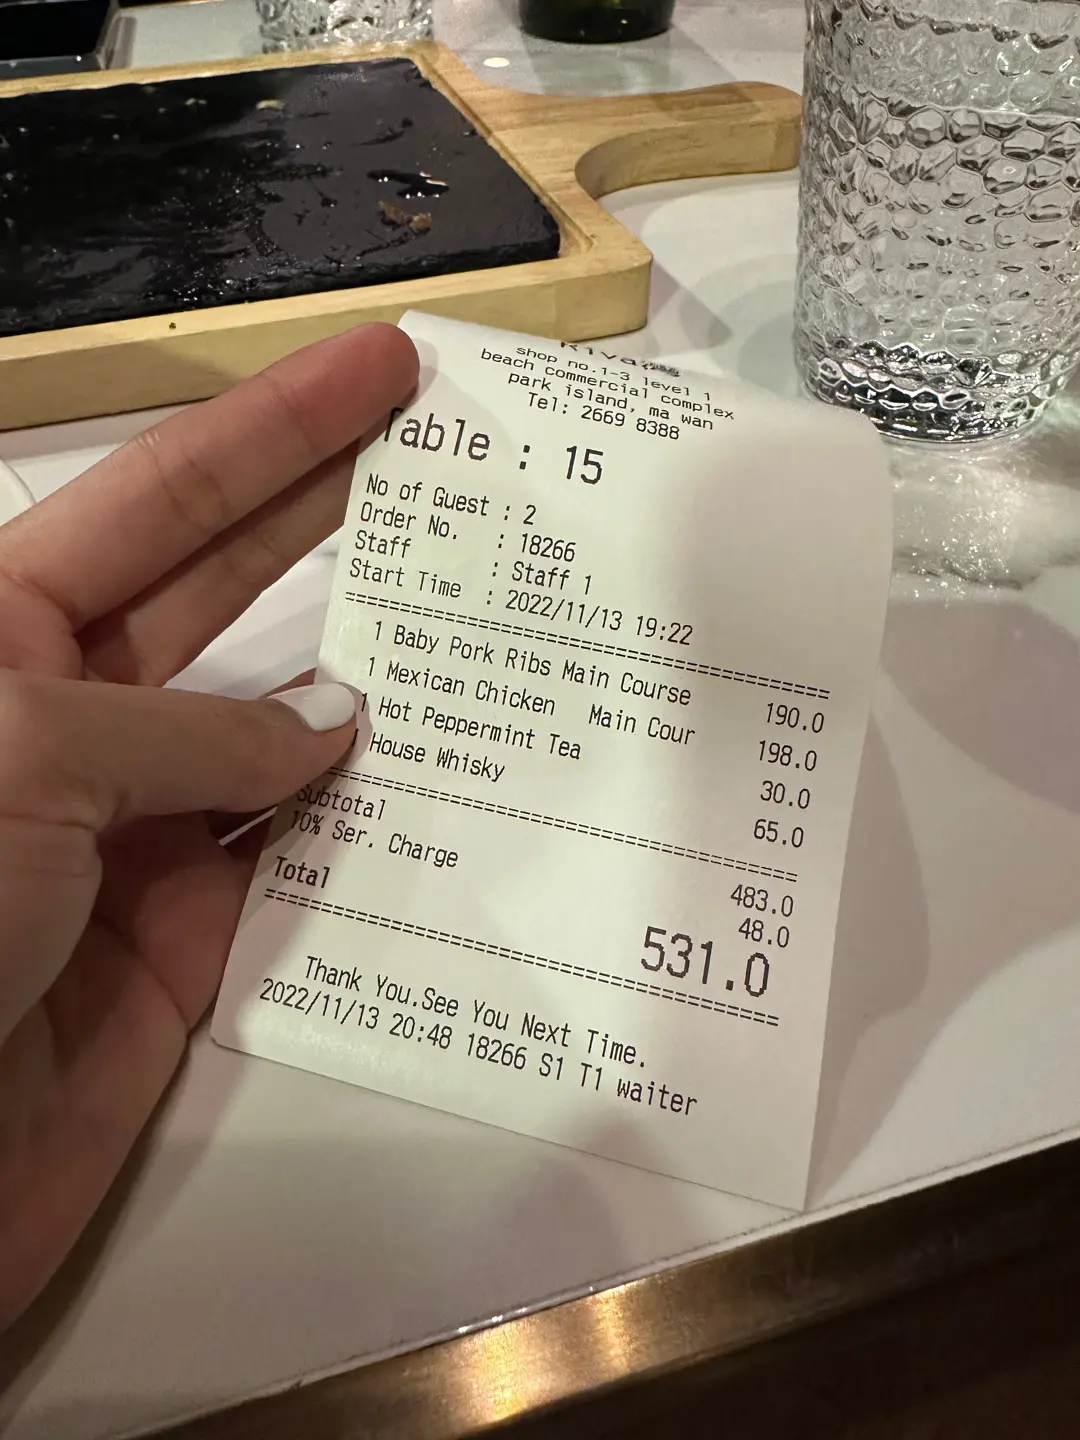 shop no.1-3 level 1
beach commercial complex
park island, ma wan
Tel: 2669 8388
Table : 15
No of Guest : 2
Order No. : 18266
Staff : Staff 1
Start Time : 2022/11/13 19:22
1 Baby Pork Ribs Main Course 190.0
1 Mexican Chicken Main Cour 198.0
1 Hot Peppermint Tea 30.0
House Whisky 65.0
Subtotal 483.0
10% Ser. Charge 48.0
Total 531.0
Thank You.See You Next Time.
2022/11/13 20:48 18266 S1 T1 waiter